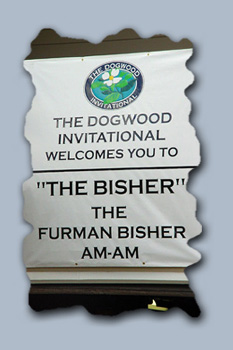 THE DOGWOOD
INVITATIONAL
THE DOGWOOD
INVITATIONAL
WELCOMES YOU TO
"THE BISHER"
THE
FURMAN BISHER
AM-AM